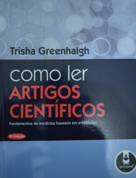 Trisha Greenhalgh
como ler
ARTIGOS
CIENTÍFICOS
fundamentos da medicina baseada em evidências